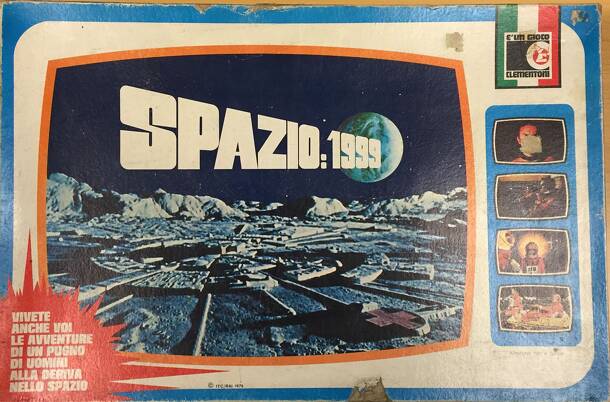 SPAZIO: 1999
E'UN GIOCO
CLEMENTONI
VIVETE
ANCHE VOI
LE AVVENTURE
DI UN PUGNO
DI UOMINI
ALLA DERIVA
NELLO SPAZIO